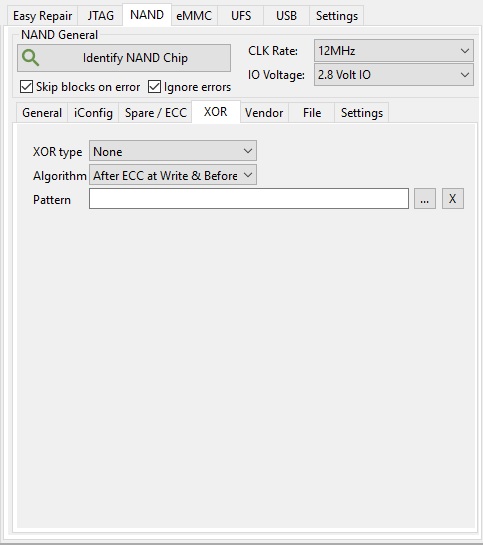 Easy Repair JTAG NAND eMMC UFS USB Settings
NAND General
Identify NAND Chip
CLK Rate: 12MHz
IO Voltage: 2.8 Volt IO
Skip blocks on error Ignore errors
General iConfig Spare / ECC XOR Vendor File Settings
XOR type None
Algorithm After ECC at Write & Before
Pattern ... X